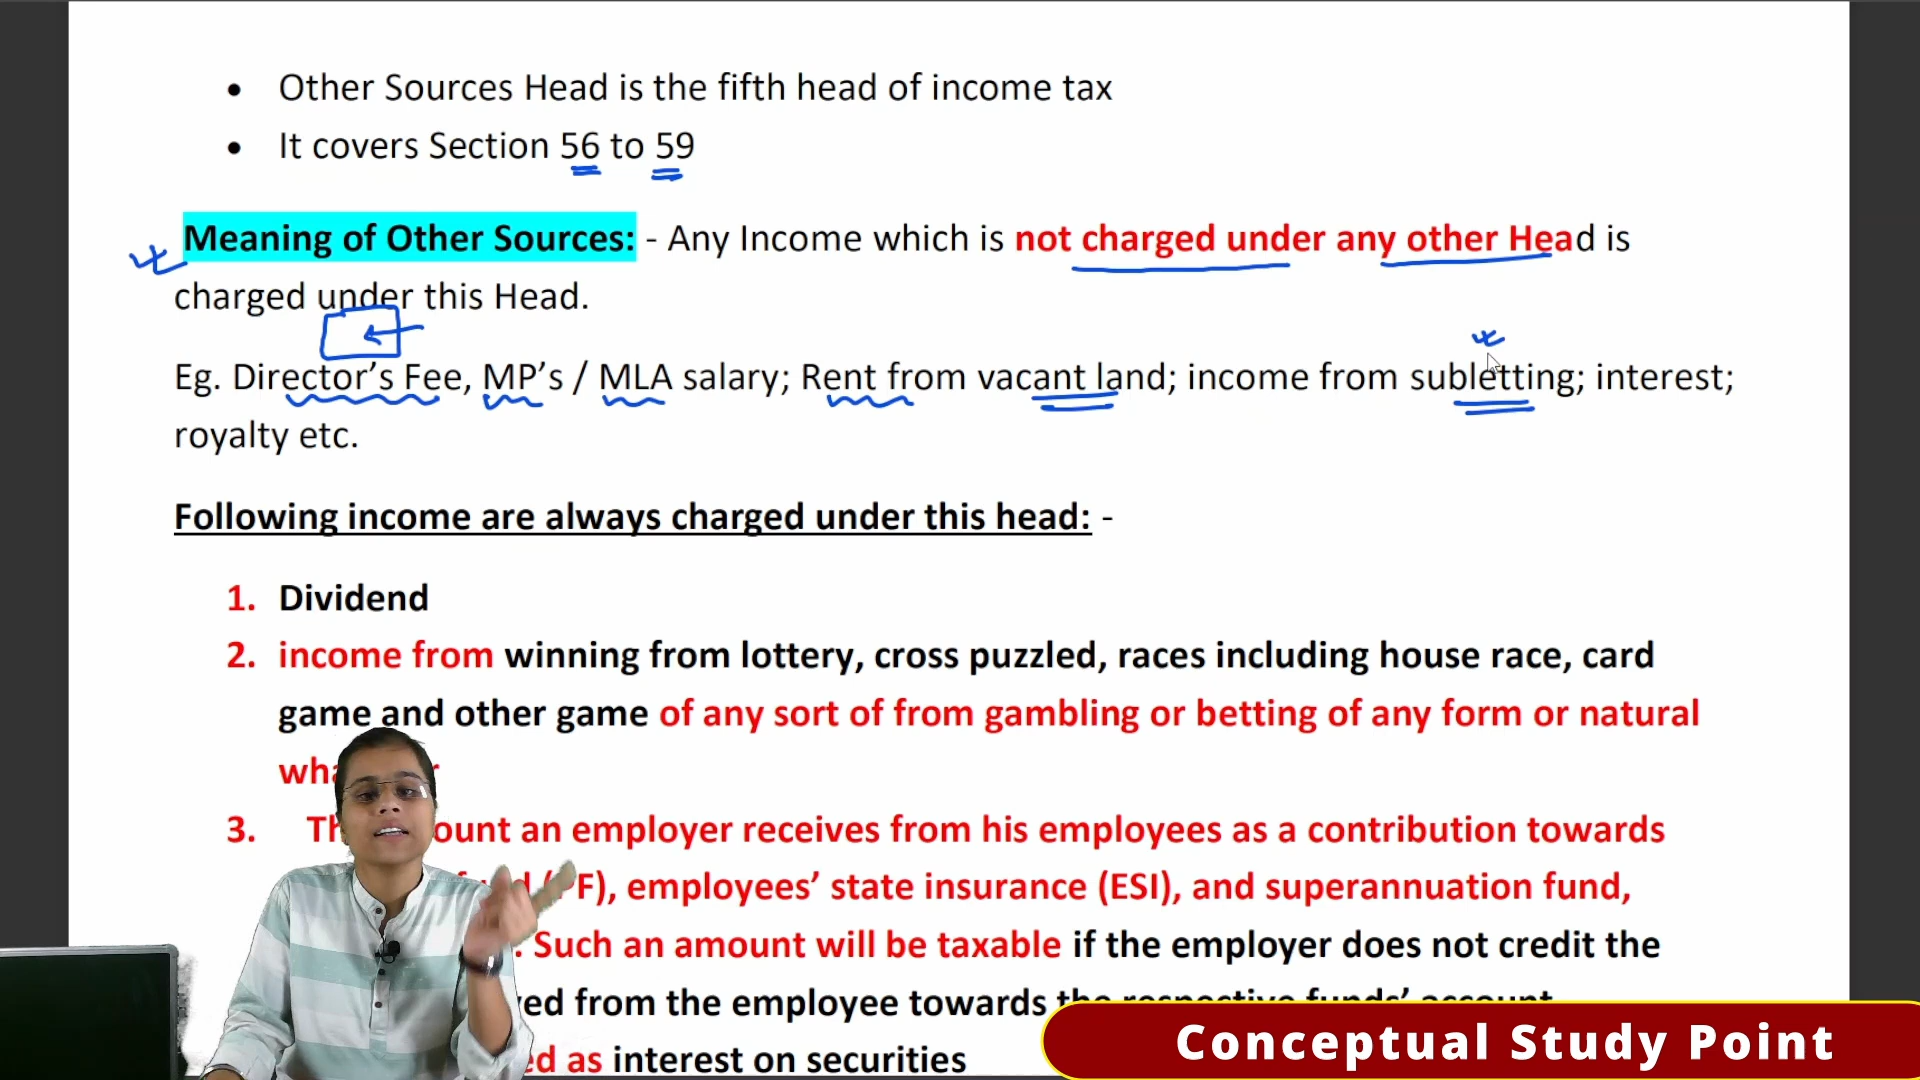 • Other Sources Head is the fifth head of income tax
• It covers Section 56 to 59
Meaning of Other Sources: - Any Income which is not charged under any other Head is
charged under this Head.
Eg. Director’s Fee, MP’s / MLA salary; Rent from vacant land; income from subletting; interest;
royalty etc.
Following income are always charged under this head: -
1. Dividend
2. income from winning from lottery, cross puzzled, races including house race, card
game and other game of any sort of from gambling or betting of any form or natural
3. an employer receives from his employees as a contribution towards
employees’ state insurance (ESI), and superannuation fund,
Such an amount will be taxable if the employer does not credit the
from the employee towards the respective funds’ account
as interest on securities
Conceptual Study Point